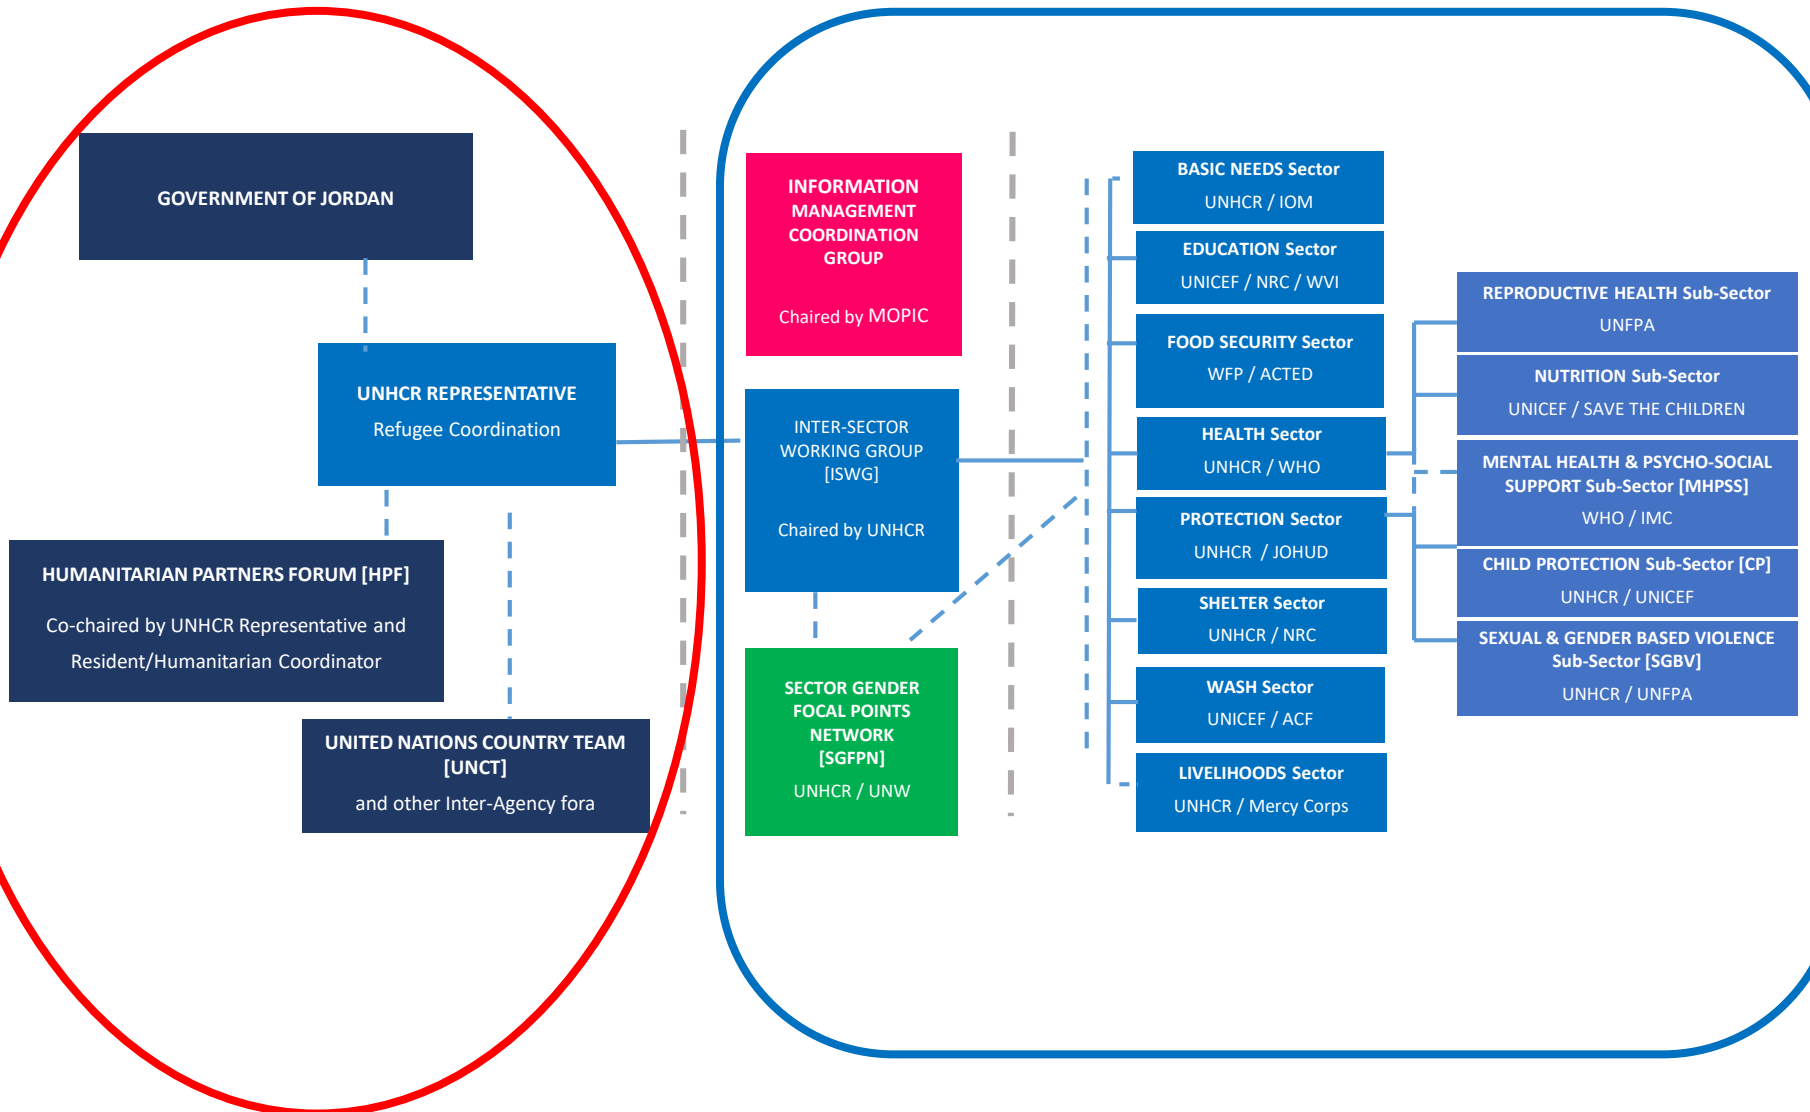 GOVERNMENT OF JORDAN
UNHCR REPRESENTATIVE
Refugee Coordination
HUMANITARIAN PARTNERS FORUM [HPF]
Co-chaired by UNHCR Representative and
Resident/Humanitarian Coordinator
UNITED NATIONS COUNTRY TEAM
[UNCT]
and other Inter-Agency fora
INFORMATION
MANAGEMENT
COORDINATION
GROUP
Chaired by MOPIC
INTER-SECTOR
WORKING GROUP
[ISWG]
Chaired by UNHCR
SECTOR GENDER
FOCAL POINTS
NETWORK
[SGFPN]
UNHCR / UNW
BASIC NEEDS Sector
UNHCR / IOM
EDUCATION Sector
UNICEF / NRC / WVI
FOOD SECURITY Sector
WFP / ACTED
HEALTH Sector
UNHCR / WHO
PROTECTION Sector
UNHCR / JOHUD
SHELTER Sector
UNHCR / NRC
WASH Sector
UNICEF / ACF
LIVELIHOODS Sector
UNHCR / Mercy Corps
REPRODUCTIVE HEALTH Sub-Sector
UNFPA
NUTRITION Sub-Sector
UNICEF / SAVE THE CHILDREN
MENTAL HEALTH & PSYCHO-SOCIAL
SUPPORT Sub-Sector [MHPSS]
WHO / IMC
CHILD PROTECTION Sub-Sector [CP]
UNHCR / UNICEF
SEXUAL & GENDER BASED VIOLENCE
Sub-Sector [SGBV]
UNHCR / UNFPA